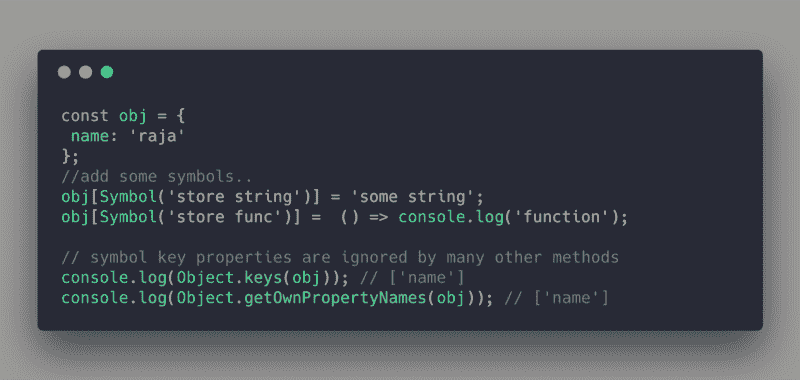 const obj = {
 name: 'raja'
};
//add some symbols..
obj[Symbol('store string')] = 'some string';
obj[Symbol('store func')] =  () => console.log('function');

// symbol key properties are ignored by many other methods
console.log(Object.keys(obj)); // ['name']
console.log(Object.getOwnPropertyNames(obj)); // ['name']